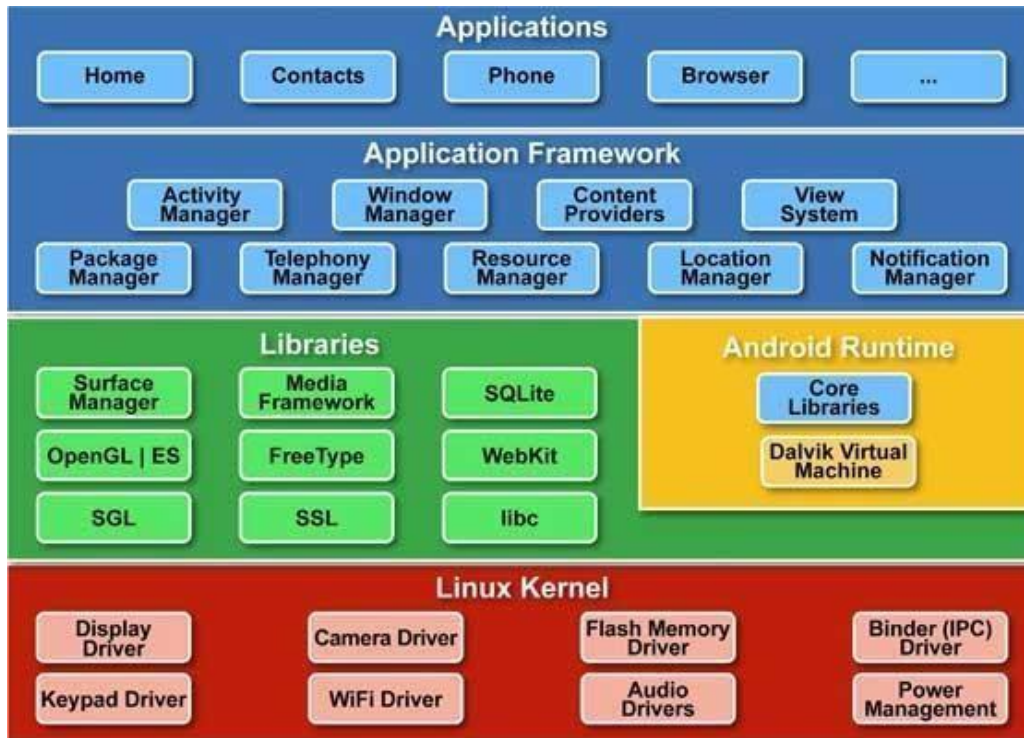 Applications
Home
Contacts
Phone
Browser
...
Application Framework
Activity
Manager
Window
Manager
Content
Providers
View
System
Package
Manager
Telephony
Manager
Resource
Manager
Location
Manager
Notification
Manager
Libraries
Surface
Manager
Media
Framework
SQLite
OpenGL | ES
FreeType
WebKit
SGL
SSL
libc
Android Runtime
Core
Libraries
Dalvik Virtual
Machine
Linux Kernel
Display
Driver
Camera Driver
Flash Memory
Driver
Binder (IPC)
Driver
Keypad Driver
WiFi Driver
Audio
Drivers
Power
Management